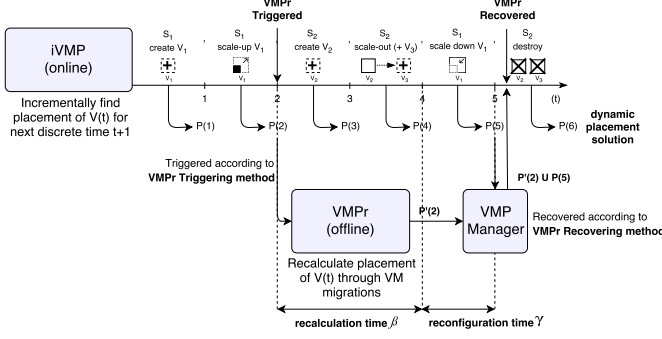 VMPr
Triggered
VMPr
Recovered
iVMP
(online)
S1
create V1
S1
scale-up V1
S2
create V2
S2
scale-out (+ V3)
S1
scale down V1
S2
destroy
V1
V1
V2
V2
V3
V1
V2
V3
1
2
3
4
5
(t)
Incrementally find
placement of V(t) for
next discrete time t+1
P(1)
P(2)
P(3)
P(4)
P(5)
P(6)
dynamic
placement
solution
Triggered according to
VMPr Triggering method
P'(2) U P(5)
VMPr
(offline)
P'(2)
VMP
Manager
Recovered according to
VMPr Recovering method
Recalculate placement
of V(t) through VM
migrations
recalculation time β
reconfiguration time γ